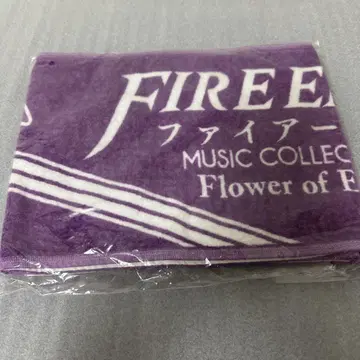 FIRE E
ファイアー
MUSIC COLLEC
Flower of E